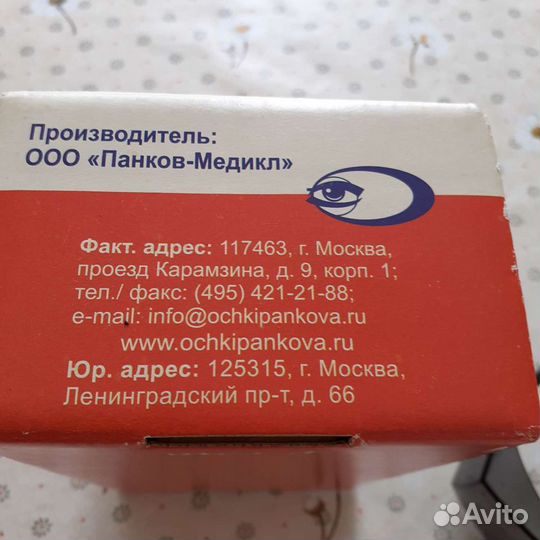 Производитель:
ООО «Панков-Медикл»
Факт. адрес: 117463, г. Москва,
проезд Карамзина, д. 9, корп. 1;
тел./ факс: (495) 421-21-88;
e-mail: info@ochkipankova.ru
www.ochkipankova.ru
Юр. адрес: 125315, г. Москва,
Ленинградский пр-т, д. 66
Avito